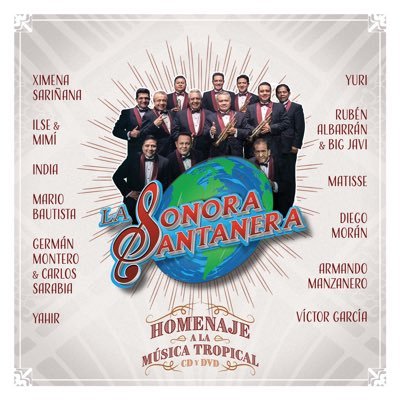 XIMENA
SARIÑANA
ILSE &
MIMÍ
INDIA
MARIO
BAUTISTA
GERMÁN
MONTERO
& CARLOS
SARABIA
YAHIR
YURI
RUBÉN
ALBARRÁN
& BIG JAVI
MATISSE
DIEGO
MORÁN
ARMANDO
MANZANERO
VÍCTOR GARCÍA
LA SONORA
SANTANERA
HOMENAJE
A LA
MÚSICA TROPICAL
CD Y DVD